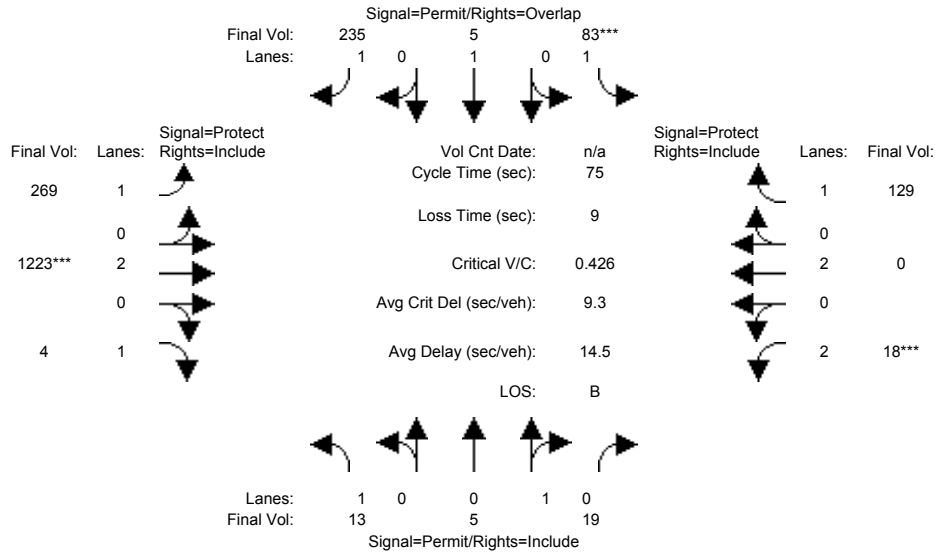 Signal=Permit/Rights=Overlap
Final Vol: 235 5 83***
Lanes: 1 0 1 0 1
Signal=Protect
Final Vol: Lanes: Rights=Include
Vol Cnt Date: n/a
Signal=Protect
Rights=Include Lanes: Final Vol:
Cycle Time (sec): 75
269 1
1 129
Loss Time (sec): 9
0
0
1223*** 2
Critical V/C: 0.426
2 0
0
Avg Crit Del (sec/veh): 9.3
0
4 1
Avg Delay (sec/veh): 14.5
2 18***
LOS: B
Lanes: 1 0 0 1 0
Final Vol: 13 5 19
Signal=Permit/Rights=Include